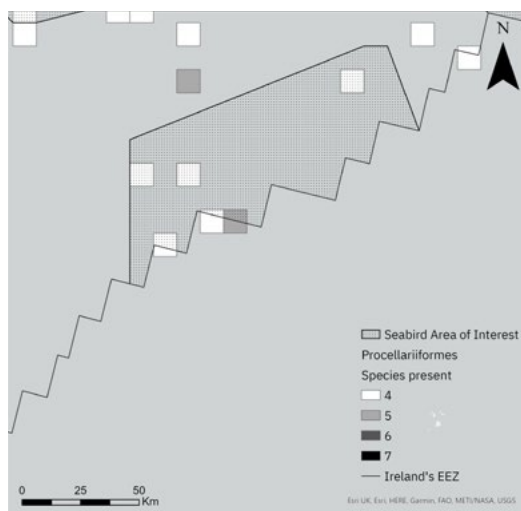 N
Seabird Area of Interest
Procellariiformes
Species present
4
5
6
7
Ireland's EEZ
0 25 50
Km
Esri UK, Esri, HERE, Garmin, FAO, METI/NASA, USGS